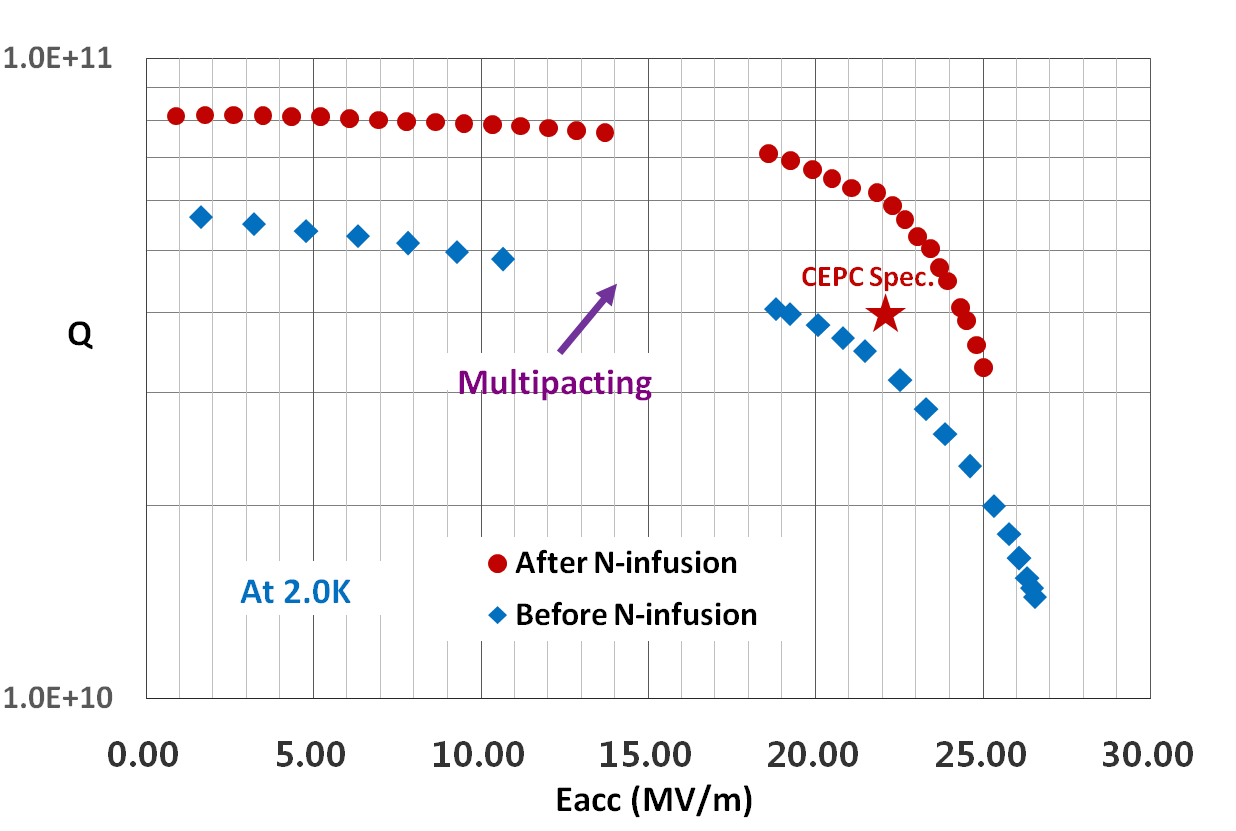 1.0E+11
CEPC Spec.
Q
Multipacting
After N-infusion
At 2.0K
Before N-infusion
1.0E+10
0.00 5.00 10.00 15.00 20.00 25.00 30.00
Eacc (MV/m)